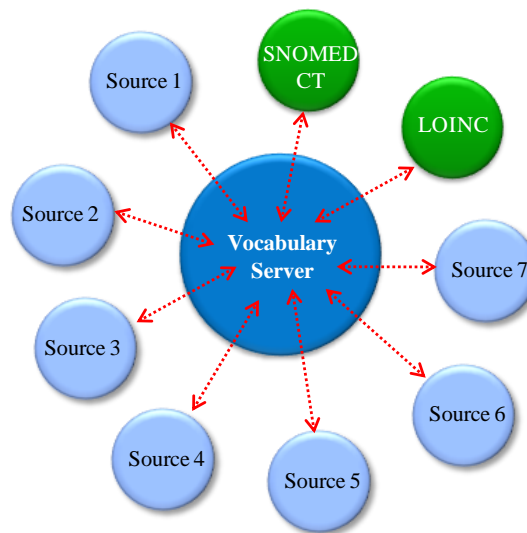 SNOMED
CT
Source 1
LOINC
Source 2
Vocabulary
Server
Source 7
Source 3
Source 6
Source 4
Source 5